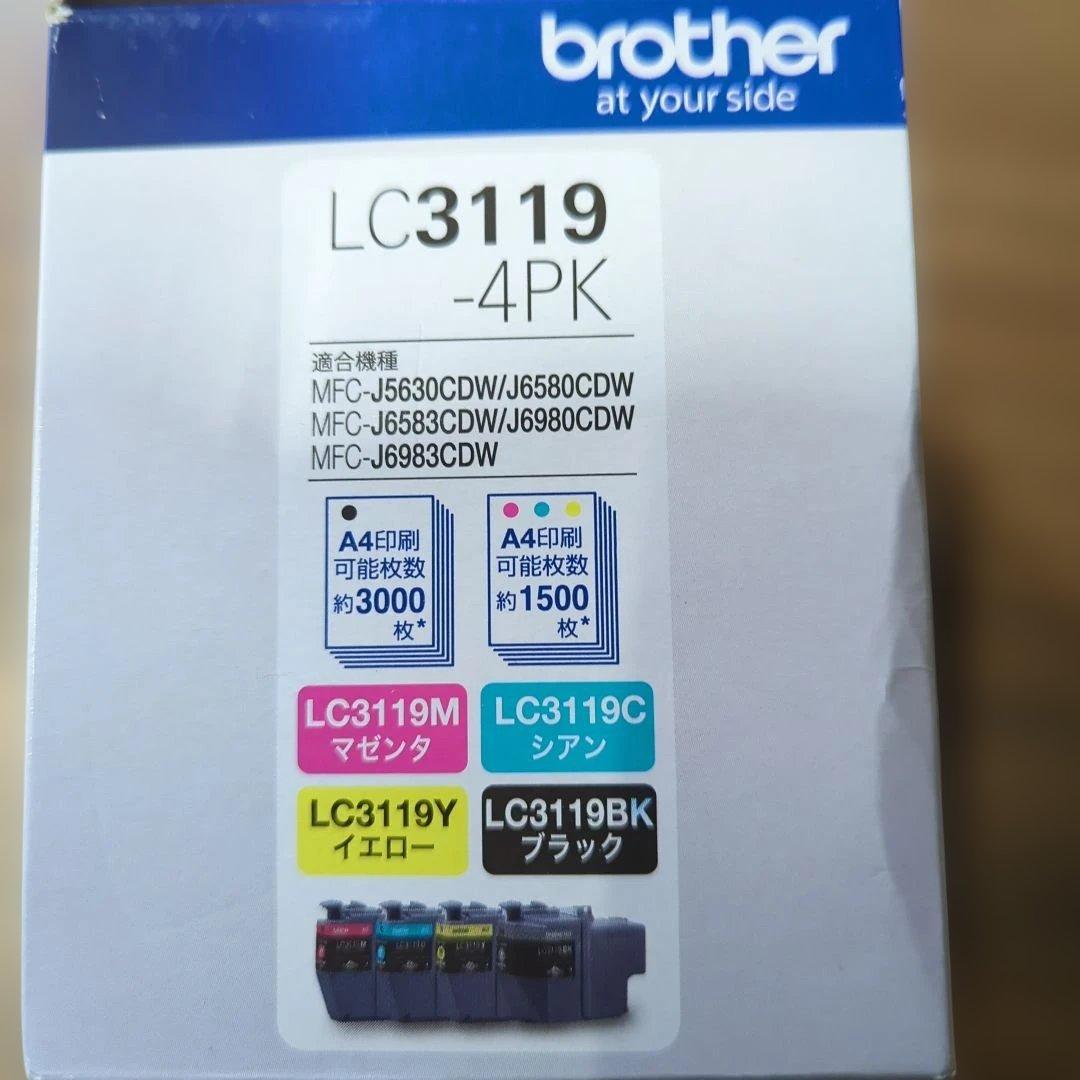 brother
at your side
LC3119
-4PK
適合機種
MFC-J5630CDW/J6580CDW
MFC-J6583CDW/J6980CDW
MFC-J6983CDW
A4印刷
可能枚数
約3000
枚*
A4印刷
可能枚数
約1500
枚*
LC3119M
マゼンタ
LC3119C
シアン
LC3119Y
イエロー
LC3119BK
ブラック
LC3119M
LC3119Y
LC3119BK